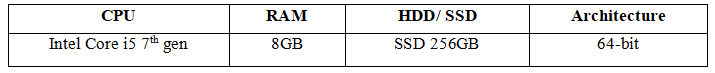 CPU RAM HDD/ SSD Architecture
Intel Core i5 7th gen 8GB SSD 256GB 64-bit